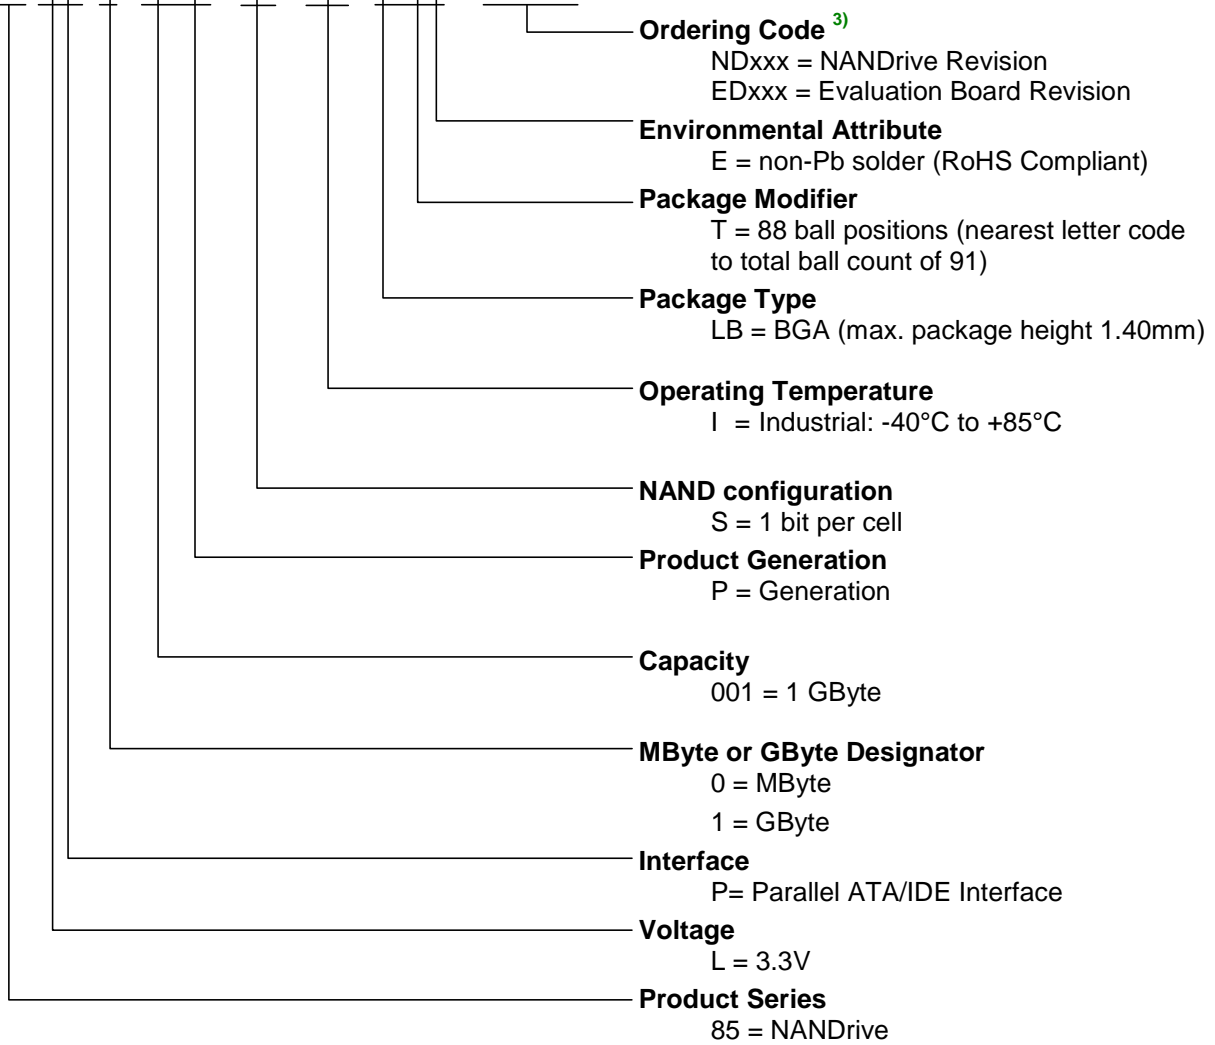 Ordering Code 3)
NDxxx = NANDrive Revision
EDxxx = Evaluation Board Revision
Environmental Attribute
E = non-Pb solder (RoHS Compliant)
Package Modifier
T = 88 ball positions (nearest letter code
to total ball count of 91)
Package Type
LB = BGA (max. package height 1.40mm)
Operating Temperature
I = Industrial: -40°C to +85°C
NAND configuration
S = 1 bit per cell
Product Generation
P = Generation
Capacity
001 = 1 GByte
MByte or GByte Designator
0 = MByte
1 = GByte
Interface
P= Parallel ATA/IDE Interface
Voltage
L = 3.3V
Product Series
85 = NANDrive